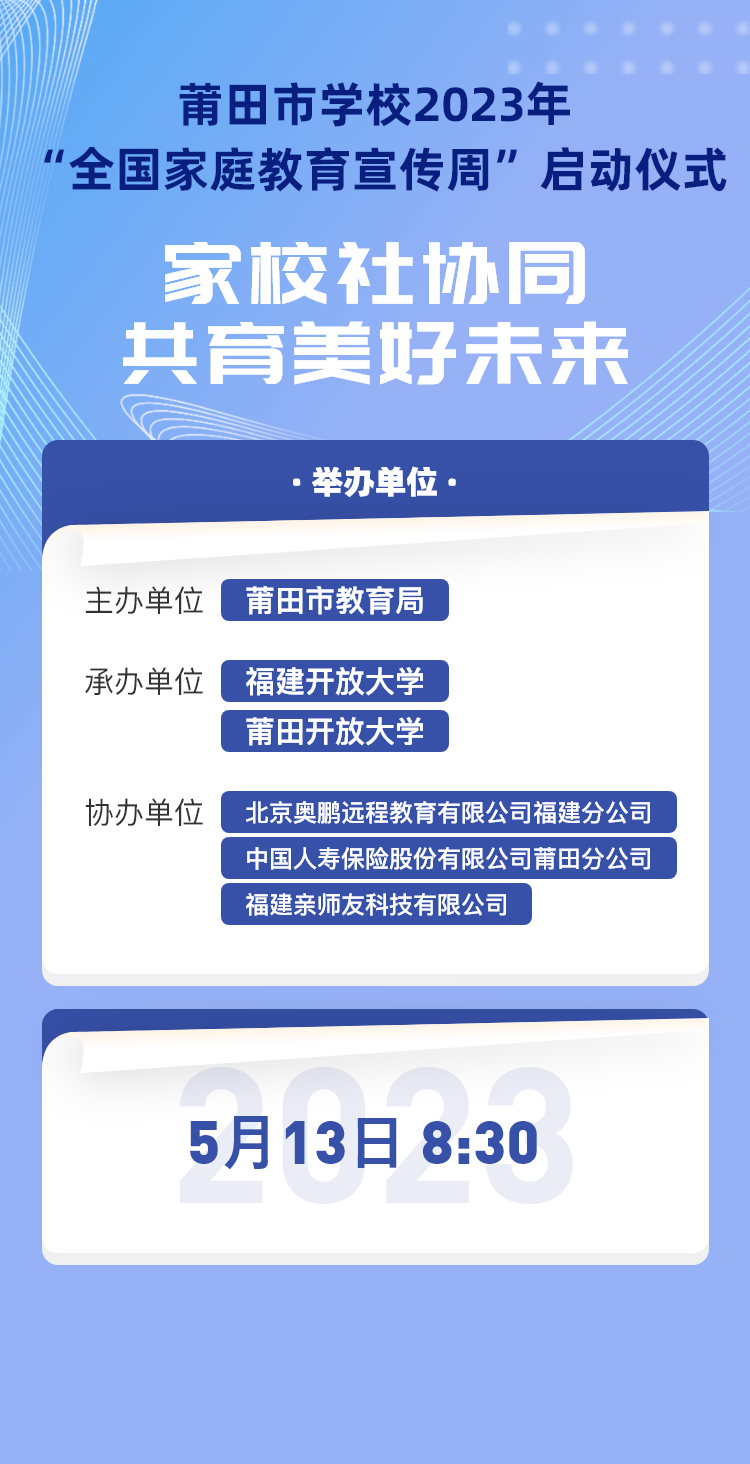 莆田市学校2023年
“全国家庭教育宣传周”启动仪式
家校社协同
共育美好未来
·举办单位·
主办单位 莆田市教育局
承办单位 福建开放大学
莆田开放大学
协办单位 北京奥鹏远程教育有限公司福建分公司
中国人寿保险股份有限公司莆田分公司
福建亲师友科技有限公司
2023
5月13日 8:30